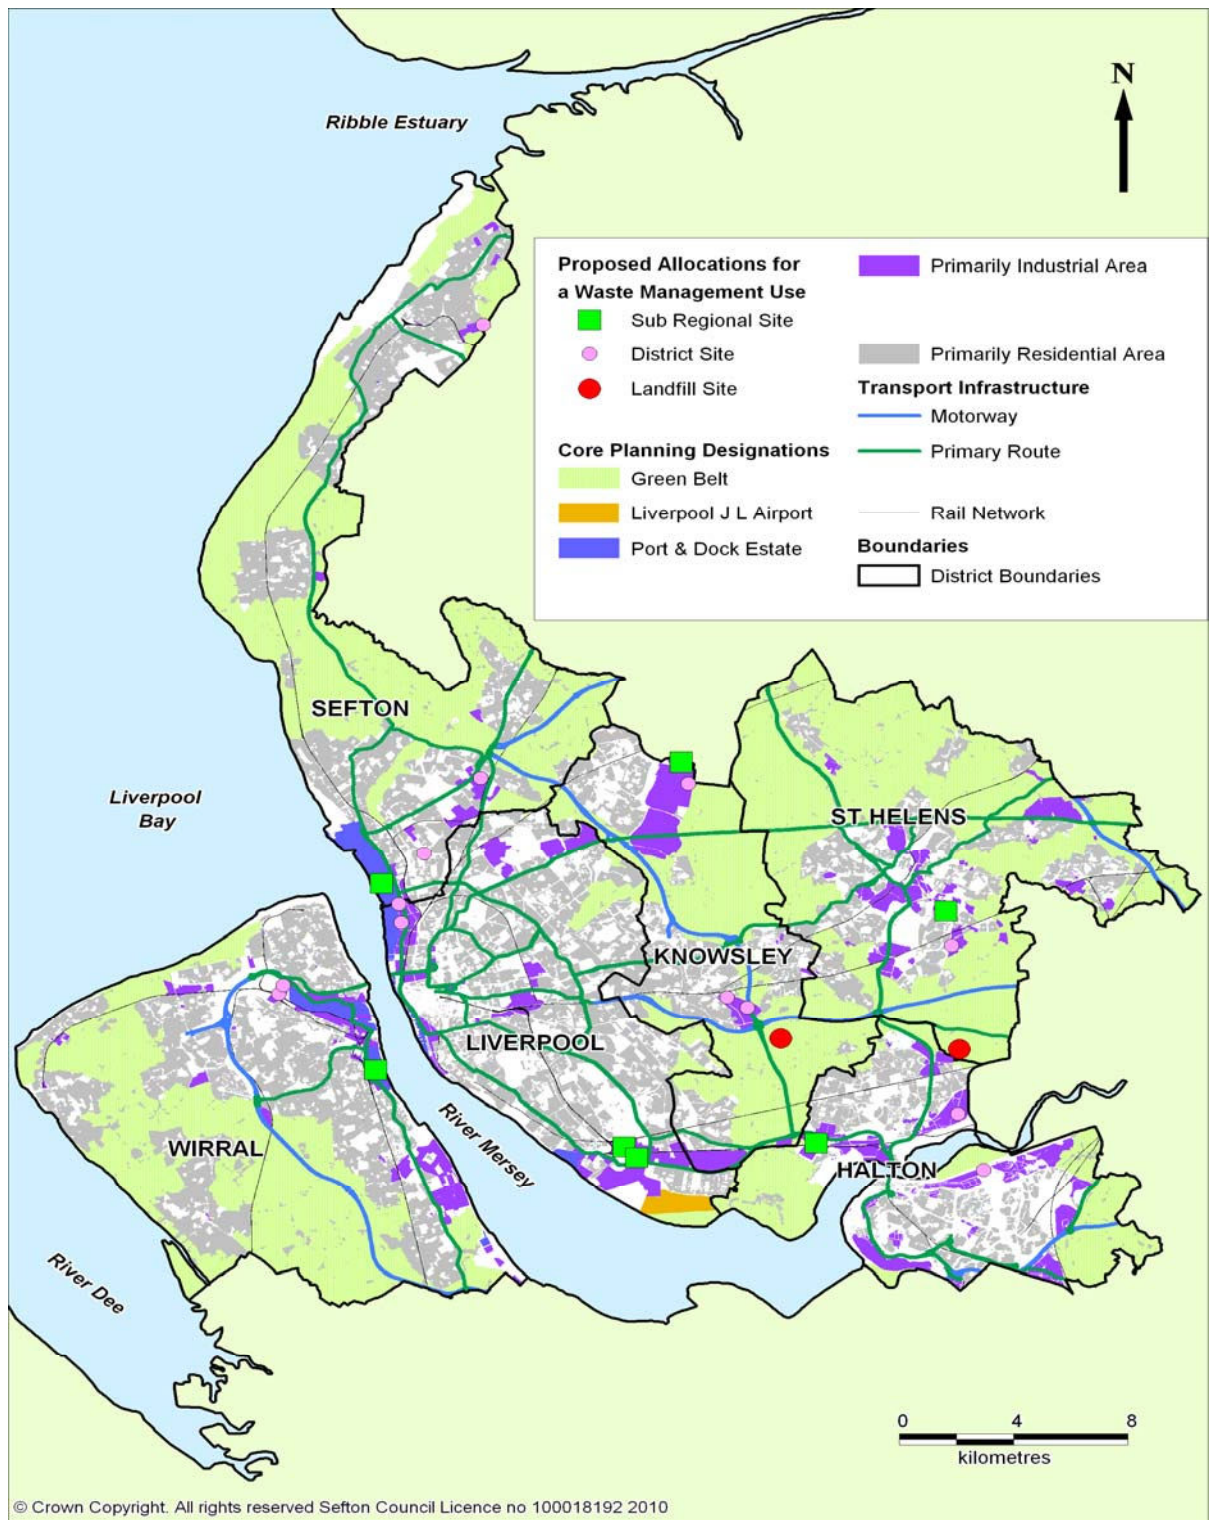 Ribble Estuary
N
Proposed Allocations for
a Waste Management Use
Sub Regional Site
District Site
Landfill Site
Core Planning Designations
Green Belt
Liverpool J L Airport
Port & Dock Estate
Primarily Industrial Area
Primarily Residential Area
Transport Infrastructure
Motorway
Primary Route
Rail Network
Boundaries
District Boundaries
SEFTON
Liverpool
Bay
ST HELENS
KNOWSLEY
LIVERPOOL
WIRRAL
River Mersey
HALTON
River Dee
0 4 8
kilometres
© Crown Copyright. All rights reserved Sefton Council Licence no 100018192 2010